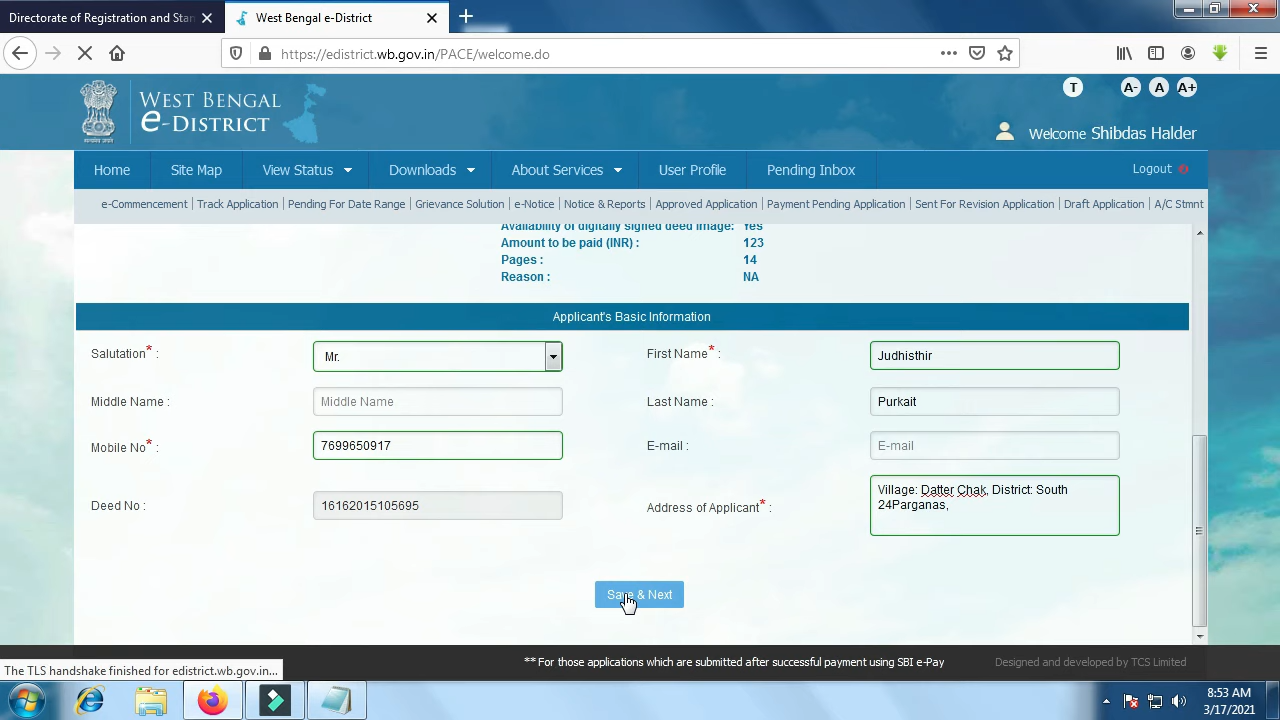 Directorate of Registration and Star
West Bengal e-District
https://edistrict.wb.gov.in/PACE/welcome.do
WEST BENGAL
e-DISTRICT
T A- A A+
Welcome Shibdas Halder
Home Site Map View Status Downloads About Services User Profile Pending Inbox Logout
e-Commencement | Track Application | Pending For Date Range | Grievance Solution | e-Notice | Notice & Reports | Approved Application | Payment Pending Application | Sent For Revision Application | Draft Application | A/C Stmnt
Availability of digitally signed deed image: Yes
Amount to be paid (INR) : 123
Pages : 14
Reason : NA
Applicant's Basic Information
Salutation* : Mr. First Name* : Judhisthir
Middle Name : Middle Name Last Name : Purkait
Mobile No* : 7699650917 E-mail : E-mail
Deed No : 16162015105695 Address of Applicant* : Village: Datter Chak, District: South
24Parganas,
Save & Next
** For those applications which are submitted after successful payment using SBI e-Pay Designed and developed by TCS Limited
The TLS handshake finished for edistrict.wb.gov.in...
8:53 AM
3/17/2021